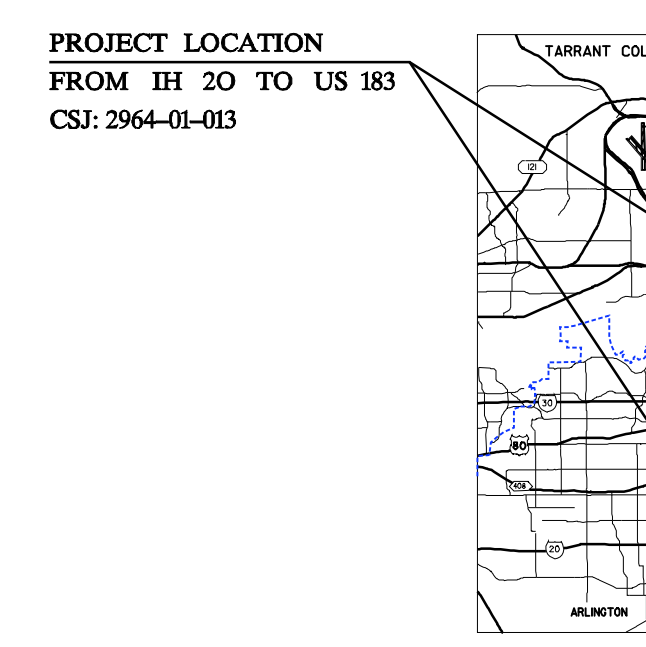 PROJECT LOCATION
FROM IH 20 TO US 183
CSJ: 2964-01-013
TARRANT COU
121
30
80
408
20
ARLINGTON